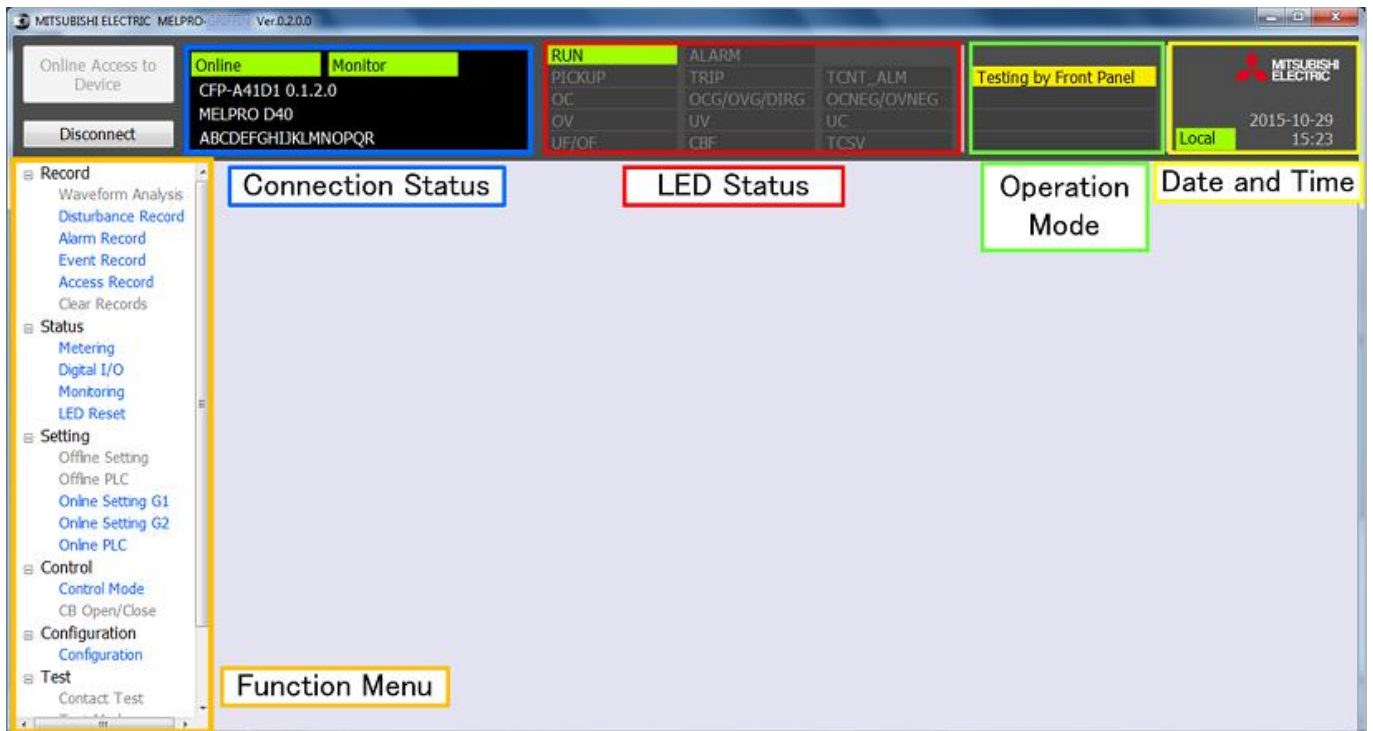 MITSUBISHI ELECTRIC MELPRO-GRIFFIN Ver.0.2.0.0
Online Access to
Device
Disconnect
Online Monitor
CFP-A41D1 0.1.2.0
MELPRO D40
ABCDEFGHIJKLMNOPQR
RUN ALARM
PICKUP TRIP TCNT_ALM
OC OCG/OVG/DIRG OCNEG/OVNEG
OV UV UC
UF/OF CBF TCSV
Testing by Front Panel
MITSUBISHI
ELECTRIC
2015-10-29
Local 15:23
Connection Status
LED Status
Operation
Mode
Date and Time
Record
Waveform Analysis
Disturbance Record
Alarm Record
Event Record
Access Record
Clear Records
Status
Metering
Digital I/O
Monitoring
LED Reset
Setting
Offline Setting
Offline PLC
Online Setting G1
Online Setting G2
Online PLC
Control
Control Mode
CB Open/Close
Configuration
Configuration
Test
Contact Test
Function Menu